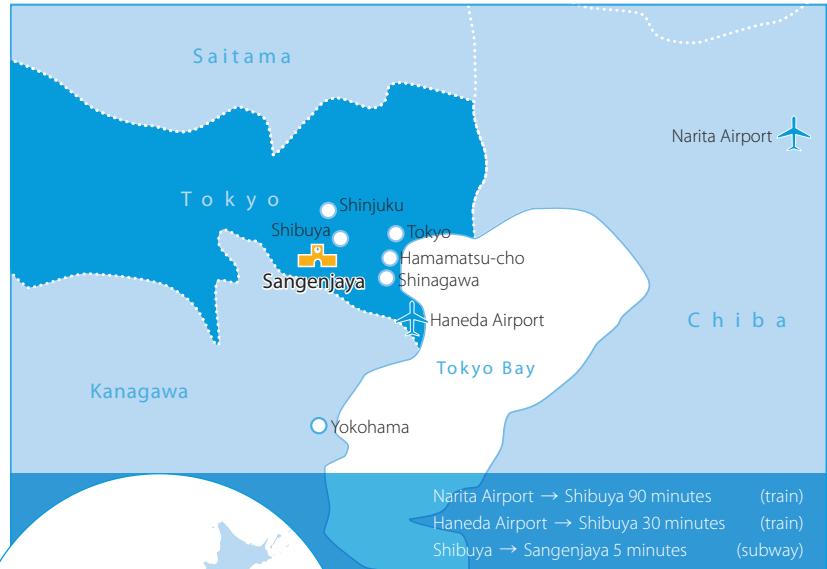 Saitama
Narita Airport
Tokyo
Shinjuku
Shibuya
Tokyo
Hamamatsu-cho
Sangenjaya
Shinagawa
Haneda Airport
Chiba
Tokyo Bay
Kanagawa
Yokohama
Narita Airport → Shibuya 90 minutes (train)
Haneda Airport → Shibuya 30 minutes (train)
Shibuya → Sangenjaya 5 minutes (subway)